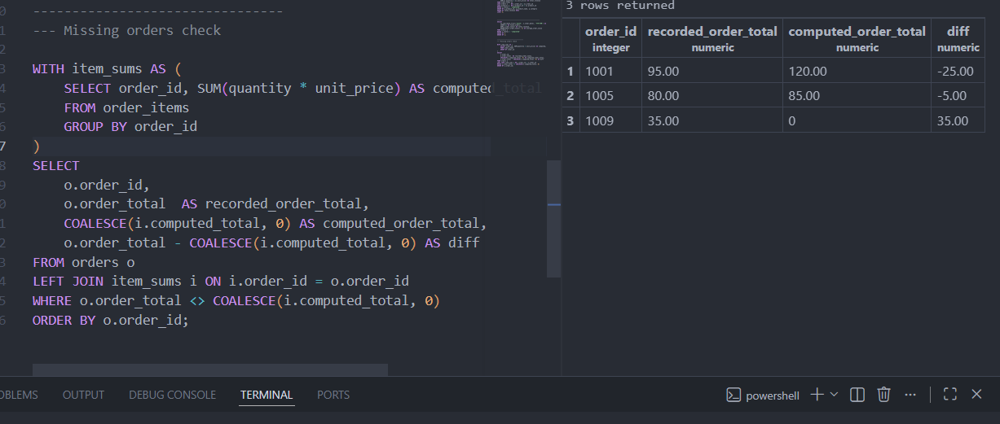 --------------------------------
--- Missing orders check
WITH item_sums AS (
    SELECT order_id, SUM(quantity * unit_price) AS computed_total
    FROM order_items
    GROUP BY order_id
)
SELECT
    o.order_id,
    o.order_total  AS recorded_order_total,
    COALESCE(i.computed_total, 0) AS computed_order_total,
    o.order_total - COALESCE(i.computed_total, 0) AS diff
FROM orders o
LEFT JOIN item_sums i ON i.order_id = o.order_id
WHERE o.order_total <> COALESCE(i.computed_total, 0)
ORDER BY o.order_id;
3 rows returned
order_id recorded_order_total computed_order_total diff
integer numeric numeric numeric
1 1001 95.00 120.00 -25.00
2 1005 80.00 85.00 -5.00
3 1009 35.00 0 35.00
OBLEMS OUTPUT DEBUG CONSOLE TERMINAL PORTS powershell